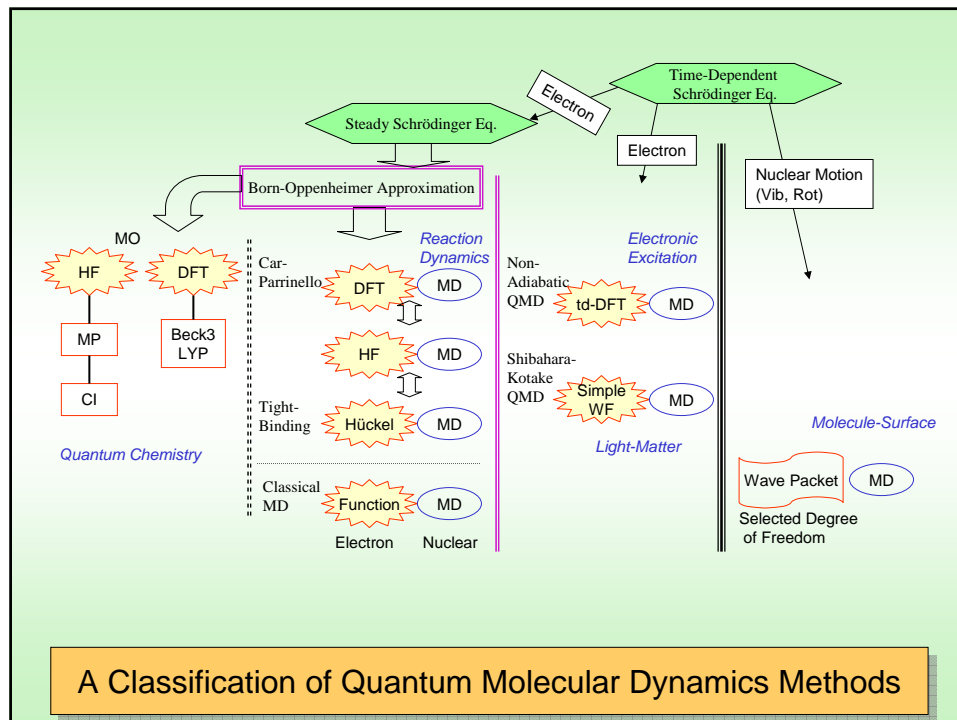 Time-Dependent
Schrödinger Eq.
Electron
Steady Schrödinger Eq.
Electron
Born-Oppenheimer Approximation
Nuclear Motion
(Vib, Rot)
MO
HF
DFT
MP
Beck3
LYP
CI
Quantum Chemistry
Car-
Parrinello
Reaction
Dynamics
DFT
MD
HF
MD
Tight-
Binding
Hückel
MD
Classical
MD
Function
MD
Electron
Nuclear
Electronic
Excitation
Non-
Adiabatic
QMD
td-DFT
MD
Shibahara-
Kotake
QMD
Simple
WF
MD
Light-Matter
Molecule-Surface
Wave Packet
MD
Selected Degree
of Freedom
A Classification of Quantum Molecular Dynamics Methods